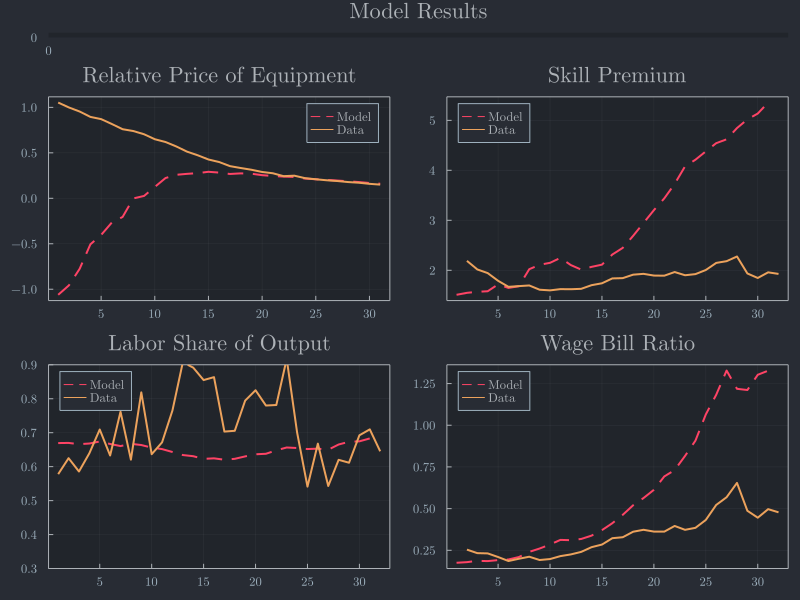 Model Results
0
0
Relative Price of Equipment
1.0
0.5
0.0
−0.5
−1.0
5 10 15 20 25 30
Model
Data
Skill Premium
5
4
3
2
5 10 15 20 25 30
Model
Data
Labor Share of Output
0.9
0.8
0.7
0.6
0.5
0.4
0.3
5 10 15 20 25 30
Model
Data
Wage Bill Ratio
1.25
1.00
0.75
0.50
0.25
5 10 15 20 25 30
Model
Data